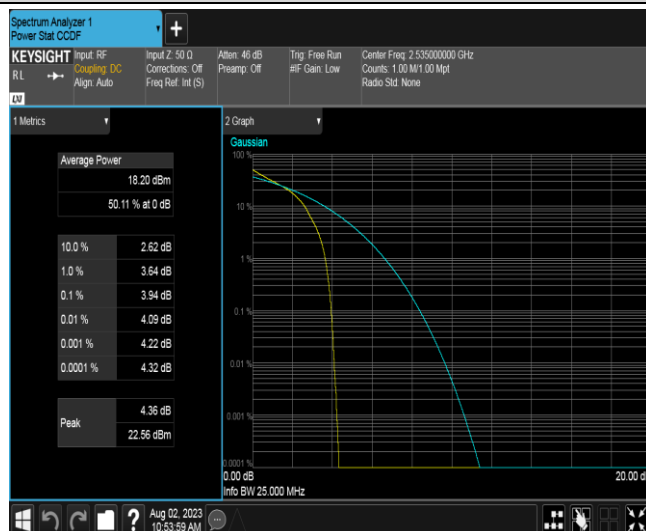 Spectrum Analyzer 1
Power Stat CCDF
+
KEYSIGHT
RL
LXI
Input: RF
Coupling: DC
Align: Auto
Input Z: 50 Ω
Corrections: Off
Freq Ref: Int (S)
Atten: 46 dB
Preamp: Off
Trig: Free Run
#IF Gain: Low
Center Freq: 2.535000000 GHz
Counts: 1.00 M/1.00 Mpt
Radio Std: None
1 Metrics
Average Power
18.20 dBm
50.11 % at 0 dB
10.0 % 2.62 dB
1.0 % 3.64 dB
0.1 % 3.94 dB
0.01 % 4.09 dB
0.001 % 4.22 dB
0.0001 % 4.32 dB
Peak
4.36 dB
22.56 dBm
2 Graph
Gaussian
100 %
10 %
1 %
0.1 %
0.01 %
0.001 %
0.0001 %
0.00 dB
20.00 d
Info BW 25.000 MHz
?
Aug 02, 2023
10:53:59 AM